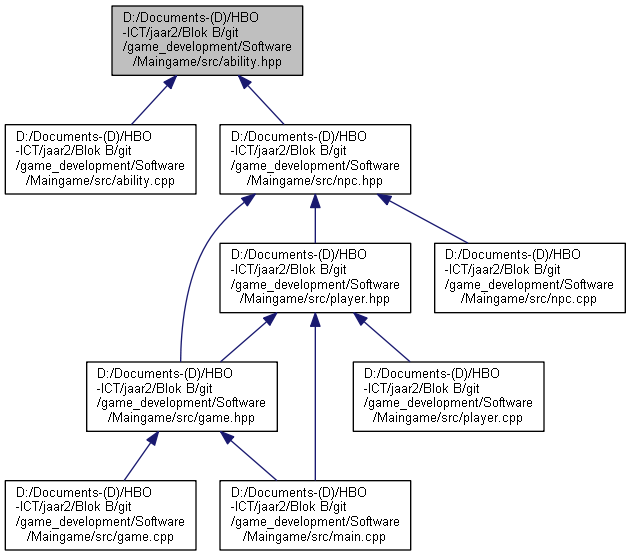 D:/Documents-(D)/HBO
-ICT/jaar2/Blok B/git
/game_development/Software
/Maingame/src/ability.hpp
D:/Documents-(D)/HBO
-ICT/jaar2/Blok B/git
/game_development/Software
/Maingame/src/ability.cpp
D:/Documents-(D)/HBO
-ICT/jaar2/Blok B/git
/game_development/Software
/Maingame/src/npc.hpp
D:/Documents-(D)/HBO
-ICT/jaar2/Blok B/git
/game_development/Software
/Maingame/src/player.hpp
D:/Documents-(D)/HBO
-ICT/jaar2/Blok B/git
/game_development/Software
/Maingame/src/npc.cpp
D:/Documents-(D)/HBO
-ICT/jaar2/Blok B/git
/game_development/Software
/Maingame/src/game.hpp
D:/Documents-(D)/HBO
-ICT/jaar2/Blok B/git
/game_development/Software
/Maingame/src/player.cpp
D:/Documents-(D)/HBO
-ICT/jaar2/Blok B/git
/game_development/Software
/Maingame/src/game.cpp
D:/Documents-(D)/HBO
-ICT/jaar2/Blok B/git
/game_development/Software
/Maingame/src/main.cpp